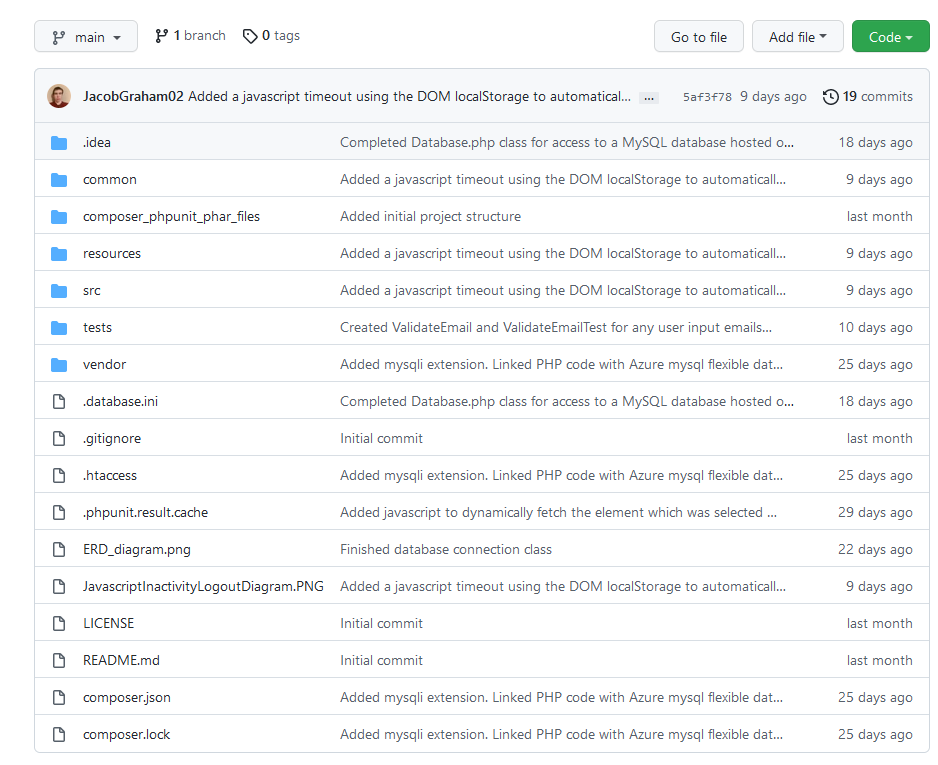 main 1 branch 0 tags Go to file Add file Code
JacobGraham02 Added a javascript timeout using the DOM localStorage to automatical... ... 5af3f78 9 days ago 19 commits
.idea Completed Database.php class for access to a MySQL database hosted o... 18 days ago
common Added a javascript timeout using the DOM localStorage to automaticall... 9 days ago
composer_phpunit_phar_files Added initial project structure last month
resources Added a javascript timeout using the DOM localStorage to automaticall... 9 days ago
src Added a javascript timeout using the DOM localStorage to automaticall... 9 days ago
tests Created ValidateEmail and ValidateEmailTest for any user input emails... 10 days ago
vendor Added mysqli extension. Linked PHP code with Azure mysql flexible dat... 25 days ago
.database.ini Completed Database.php class for access to a MySQL database hosted o... 18 days ago
.gitignore Initial commit last month
.htaccess Added mysqli extension. Linked PHP code with Azure mysql flexible dat... 25 days ago
.phpunit.result.cache Added javascript to dynamically fetch the element which was selected ... 29 days ago
ERD_diagram.png Finished database connection class 22 days ago
JavascriptInactivityLogoutDiagram.PNG Added a javascript timeout using the DOM localStorage to automaticall... 9 days ago
LICENSE Initial commit last month
README.md Initial commit last month
composer.json Added mysqli extension. Linked PHP code with Azure mysql flexible dat... 25 days ago
composer.lock Added mysqli extension. Linked PHP code with Azure mysql flexible dat... 25 days ago